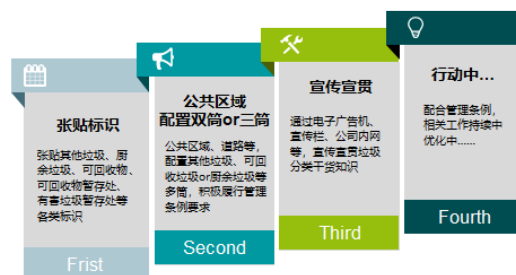 张贴标识
张贴其他垃圾、厨
余垃圾、可回收物、
可回收物暂存处、
有害垃圾暂存处等
各类标识
Frist
公共区域
配置双筒or三筒
公共区域、道路等，
配置其他垃圾、可回
收垃圾or厨余垃圾等
多筒，积极履行管理
条例要求
Second
宣传宣贯
通过电子广告机、
宣传栏、公司内网
等，宣传宣贯垃圾
分类干货知识
Third
行动中...
配合管理条例，
相关工作持续中
优化中......
Fourth